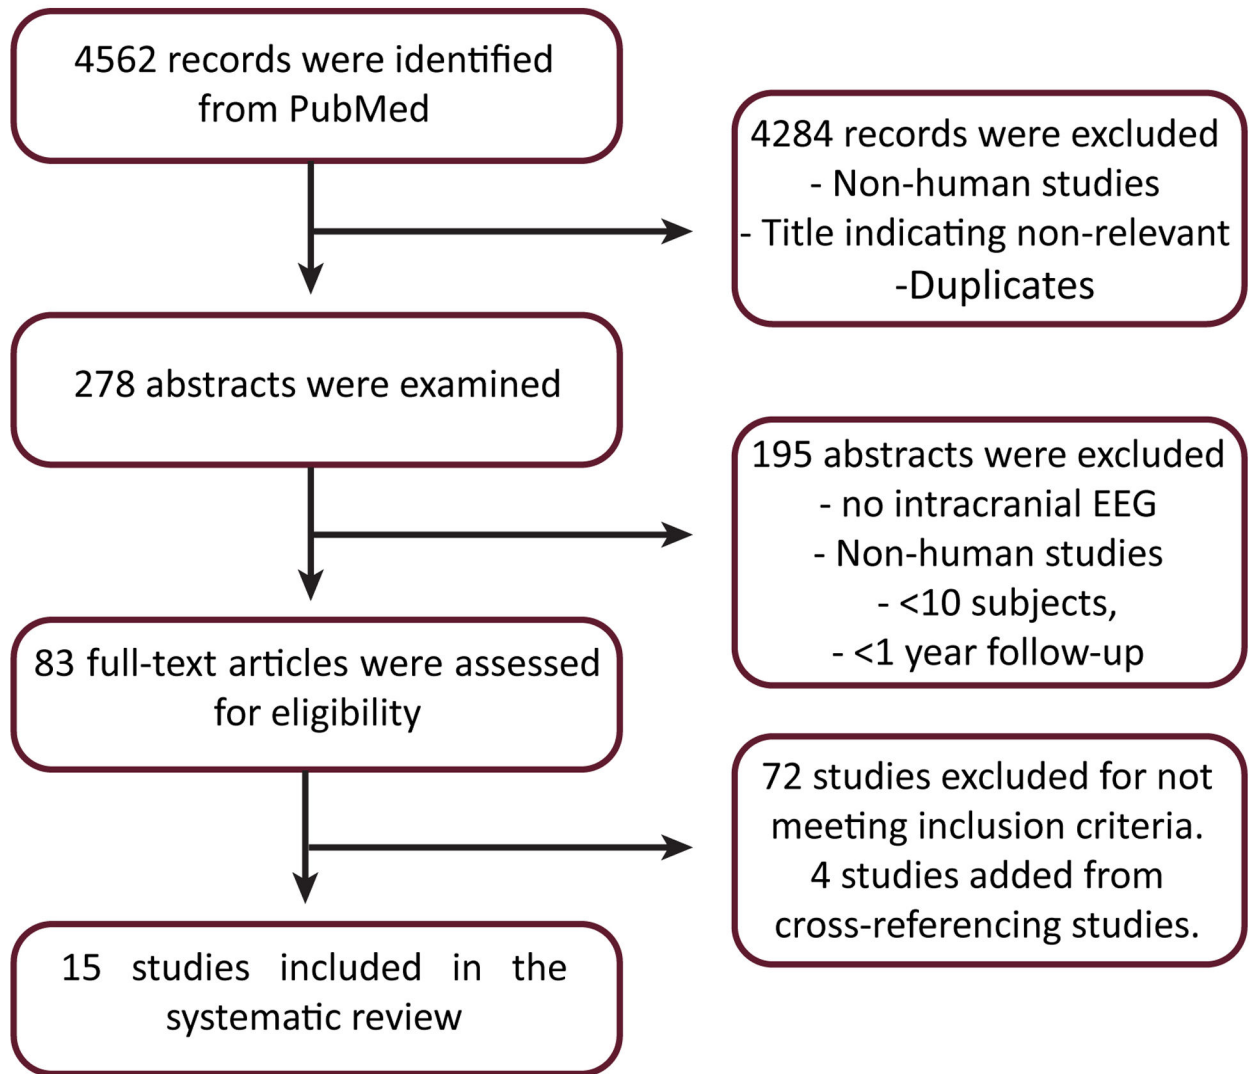 4562 records were identified
from PubMed
4284 records were excluded
- Non-human studies
- Title indicating non-relevant
-Duplicates
278 abstracts were examined
195 abstracts were excluded
- no intracranial EEG
- Non-human studies
- <10 subjects,
- <1 year follow-up
83 full-text articles were assessed
for eligibility
72 studies excluded for not
meeting inclusion criteria.
4 studies added from
cross-referencing studies.
15 studies included in the
systematic review